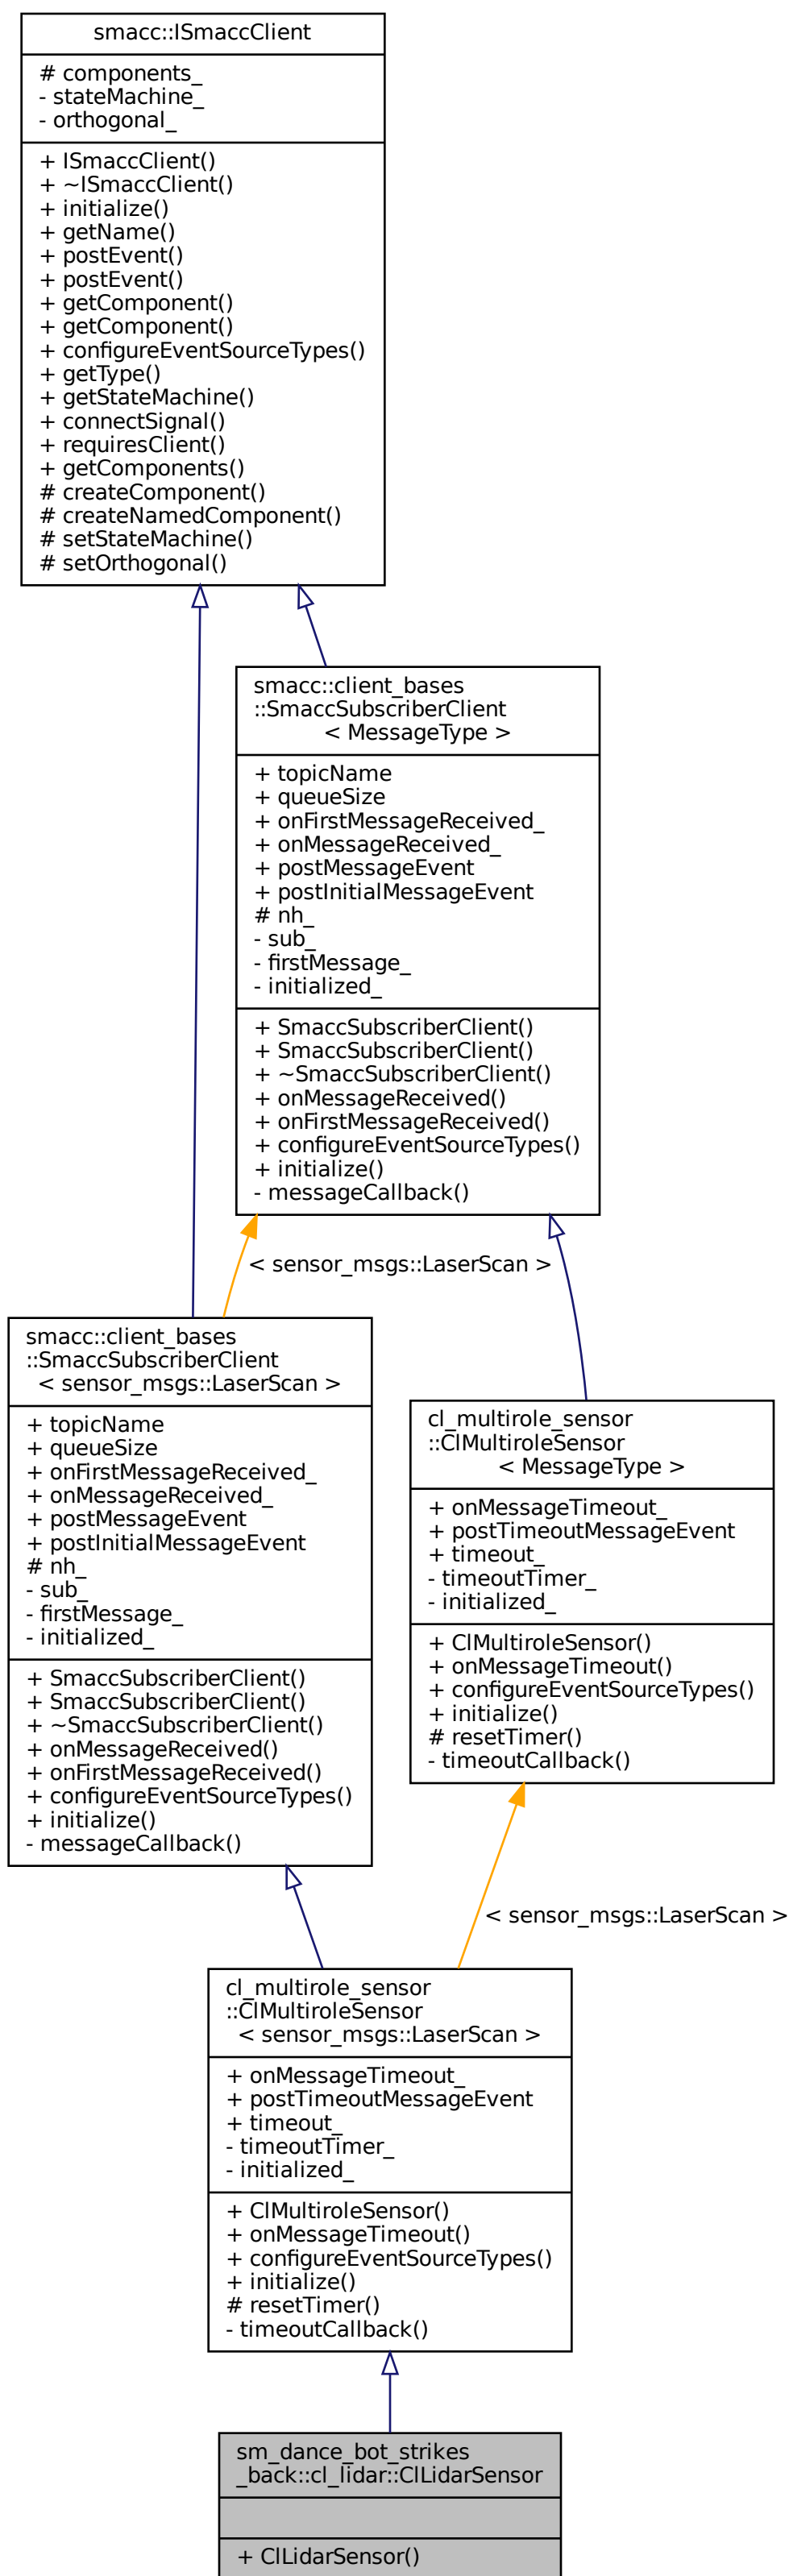 smacc::ISmaccClient
# components_
- stateMachine_
- orthogonal_
+ ISmaccClient()
+ ~ISmaccClient()
+ initialize()
+ getName()
+ postEvent()
+ postEvent()
+ getComponent()
+ getComponent()
+ configureEventSourceTypes()
+ getType()
+ getStateMachine()
+ connectSignal()
+ requiresClient()
+ getComponents()
# createComponent()
# createNamedComponent()
# setStateMachine()
# setOrthogonal()
smacc::client_bases
::SmaccSubscriberClient
< MessageType >
+ topicName
+ queueSize
+ onFirstMessageReceived_
+ onMessageReceived_
+ postMessageEvent
+ postInitialMessageEvent
# nh_
- sub_
- firstMessage_
- initialized_
+ SmaccSubscriberClient()
+ SmaccSubscriberClient()
+ ~SmaccSubscriberClient()
+ onMessageReceived()
+ onFirstMessageReceived()
+ configureEventSourceTypes()
+ initialize()
- messageCallback()
< sensor_msgs::LaserScan >
smacc::client_bases
::SmaccSubscriberClient
< sensor_msgs::LaserScan >
+ topicName
+ queueSize
+ onFirstMessageReceived_
+ onMessageReceived_
+ postMessageEvent
+ postInitialMessageEvent
# nh_
- sub_
- firstMessage_
- initialized_
+ SmaccSubscriberClient()
+ SmaccSubscriberClient()
+ ~SmaccSubscriberClient()
+ onMessageReceived()
+ onFirstMessageReceived()
+ configureEventSourceTypes()
+ initialize()
- messageCallback()
cl_multirole_sensor
::ClMultiroleSensor
< MessageType >
+ onMessageTimeout_
+ postTimeoutMessageEvent
+ timeout_
- timeoutTimer_
- initialized_
+ ClMultiroleSensor()
+ onMessageTimeout()
+ configureEventSourceTypes()
+ initialize()
# resetTimer()
- timeoutCallback()
< sensor_msgs::LaserScan >
cl_multirole_sensor
::ClMultiroleSensor
< sensor_msgs::LaserScan >
+ onMessageTimeout_
+ postTimeoutMessageEvent
+ timeout_
- timeoutTimer_
- initialized_
+ ClMultiroleSensor()
+ onMessageTimeout()
+ configureEventSourceTypes()
+ initialize()
# resetTimer()
- timeoutCallback()
sm_dance_bot_strikes
_back::cl_lidar::ClLidarSensor
+ ClLidarSensor()